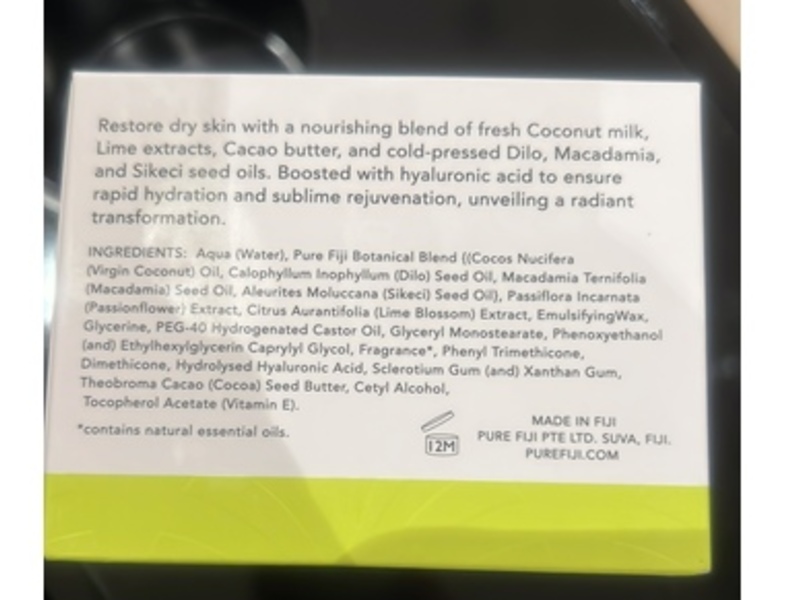 Restore dry skin with a nourishing blend of fresh Coconut milk,
Lime extracts, Cacao butter, and cold-pressed Dilo, Macadamia,
and Sikeci seed oils. Boosted with hyaluronic acid to ensure
rapid hydration and sublime rejuvenation, unveiling a radiant
transformation.
INGREDIENTS: Aqua (Water), Pure Fiji Botanical Blend ((Cocos Nucifera
(Virgin Coconut) Oil, Calophyllum Inophyllum (Dilo) Seed Oil, Macadamia Ternifolia
(Macadamia) Seed Oil, Aleurites Moluccana (Sikeci) Seed Oil), Passiflora Incarnata
(Passionflower) Extract, Citrus Aurantifolia (Lime Blossom) Extract, EmulsifyingWax,
Glycerine, PEG-40 Hydrogenated Castor Oil, Glyceryl Monostearate, Phenoxyethanol
(and) Ethylhexylglycerin Caprylyl Glycol, Fragrance*, Phenyl Trimethicone,
Dimethicone, Hydrolysed Hyaluronic Acid, Sclerotium Gum (and) Xanthan Gum,
Theobroma Cacao (Cocoa) Seed Butter, Cetyl Alcohol,
Tocopherol Acetate (Vitamin E).
*contains natural essential oils.
12M
MADE IN FIJI
PURE FIJI PTE LTD. SUVA, FIJI.
PUREFIJI.COM